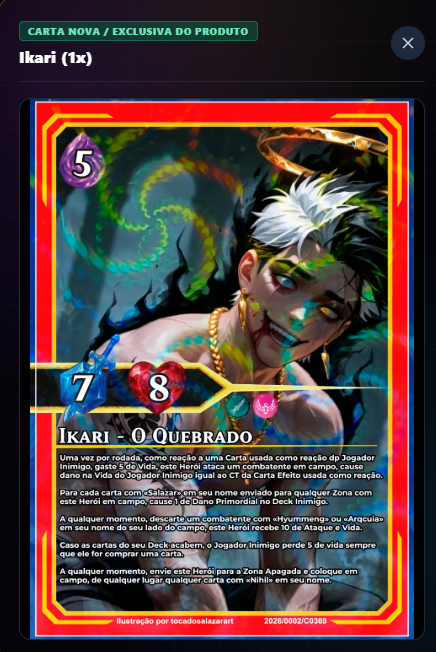 CARTA NOVA / EXCLUSIVA DO PRODUTO
Ikari (1x)
5
7
8
IKARI - O QUEBRADO
Uma vez por rodada, como reação a uma Carta usada como reação dp Jogador
Inimigo, gaste 5 de Vida, este Herói ataca um combatente em campo, cause
dano na Vida do Jogador Inimigo igual ao CT da Carta Efeito usada como reação.
Para cada carta com «Salazar» em seu nome enviado para qualquer Zona com
este Herói em campo, cause 1 de Dano Primordial no Deck Inimigo.
A qualquer momento, descarte um combatente com «Hyummeng» ou «Arqcuia»
em seu nome do seu lado do campo, este Herói recebe 10 de Ataque e Vida.
Caso as cartas do seu Deck acabem, o Jogador Inimigo perde 5 de vida sempre
que ele for comprar uma carta.
A qualquer momento, envie este Herói para a Zona Apagada e coloque em
campo, de qualquer lugar qualquer carta com «Nihil» em seu nome.
Ilustração por tocadosalazarart 2026/0002/C0369